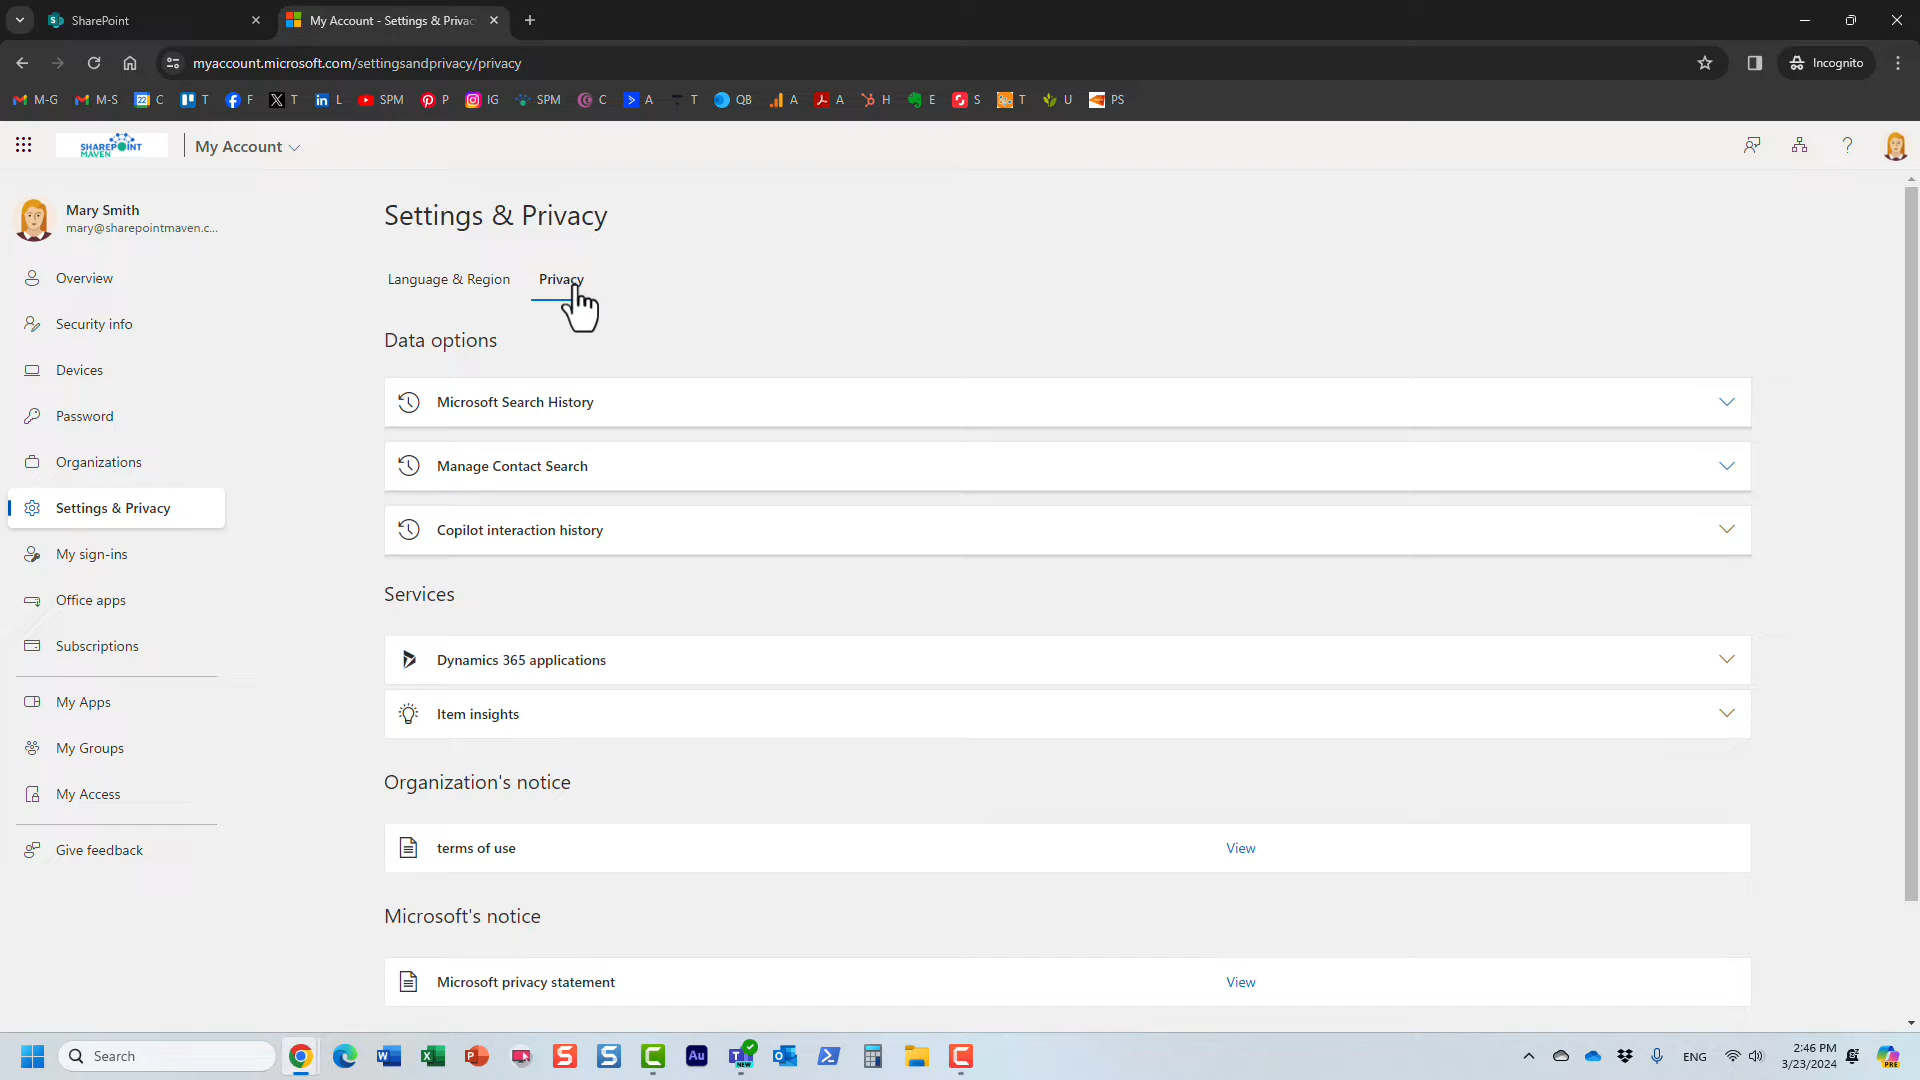 SharePoint
My Account - Settings & Privac
myaccount.microsoft.com/settingsandprivacy/privacy
Incognito
M-G
M-S
C
T
F
T
L
SPM
P
IG
SPM
C
A
T
QB
A
A
H
E
S
T
U
PS
SHAREPOINT
MAVEN
My Account
Mary Smith
mary@sharepointmaven.c...
Overview
Security info
Devices
Password
Organizations
Settings & Privacy
My sign-ins
Office apps
Subscriptions
My Apps
My Groups
My Access
Give feedback
Settings & Privacy
Language & Region
Privacy
Data options
Microsoft Search History
Manage Contact Search
Copilot interaction history
Services
Dynamics 365 applications
Item insights
Organization's notice
terms of use View
Microsoft's notice
Microsoft privacy statement View
Search
ENG
2:46 PM
3/23/2024